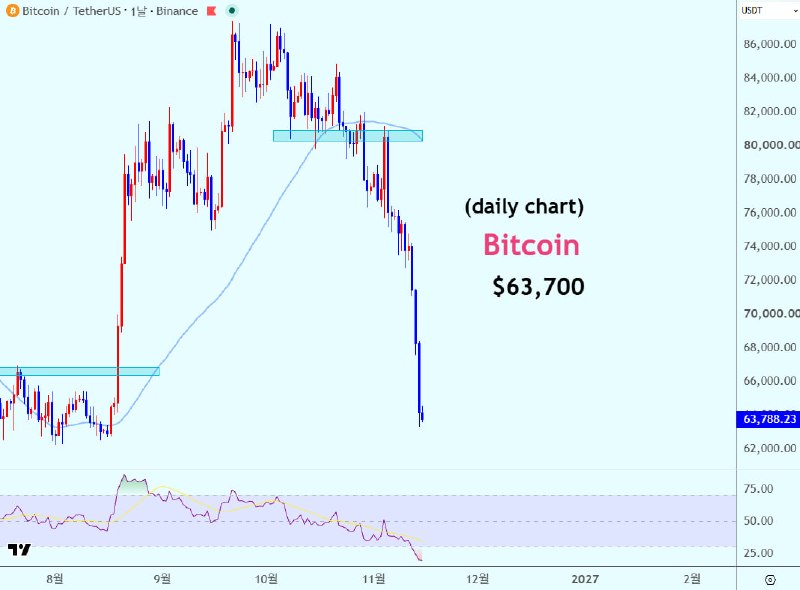 Bitcoin / TetherUS · 1날 · Binance
USDT
86,000.00
84,000.00
82,000.00
80,000.00
78,000.00
76,000.00
(daily chart)
74,000.00
Bitcoin
72,000.00
$63,700
70,000.00
68,000.00
66,000.00
63,788.23
62,000.00
75.00
50.00
25.00
8월
9월
10월
11월
12월
2027
2월